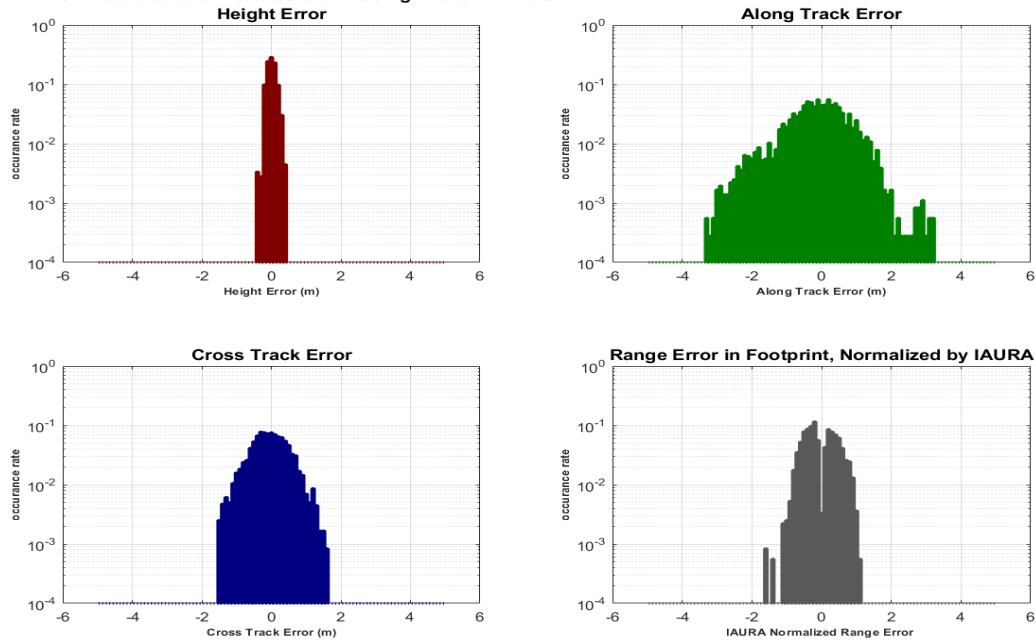 Height Error
10^0
10^-1
10^-2
10^-3
10^-4
occurance rate
-6 -4 -2 0 2 4 6
Height Error (m)
Along Track Error
10^0
10^-1
10^-2
10^-3
10^-4
occurance rate
-6 -4 -2 0 2 4 6
Along Track Error (m)
Cross Track Error
10^0
10^-1
10^-2
10^-3
10^-4
occurance rate
-6 -4 -2 0 2 4 6
Cross Track Error (m)
Range Error in Footprint, Normalized by IAURA
10^0
10^-1
10^-2
10^-3
10^-4
occurance rate
-6 -4 -2 0 2 4 6
IAURA Normalized Range Error